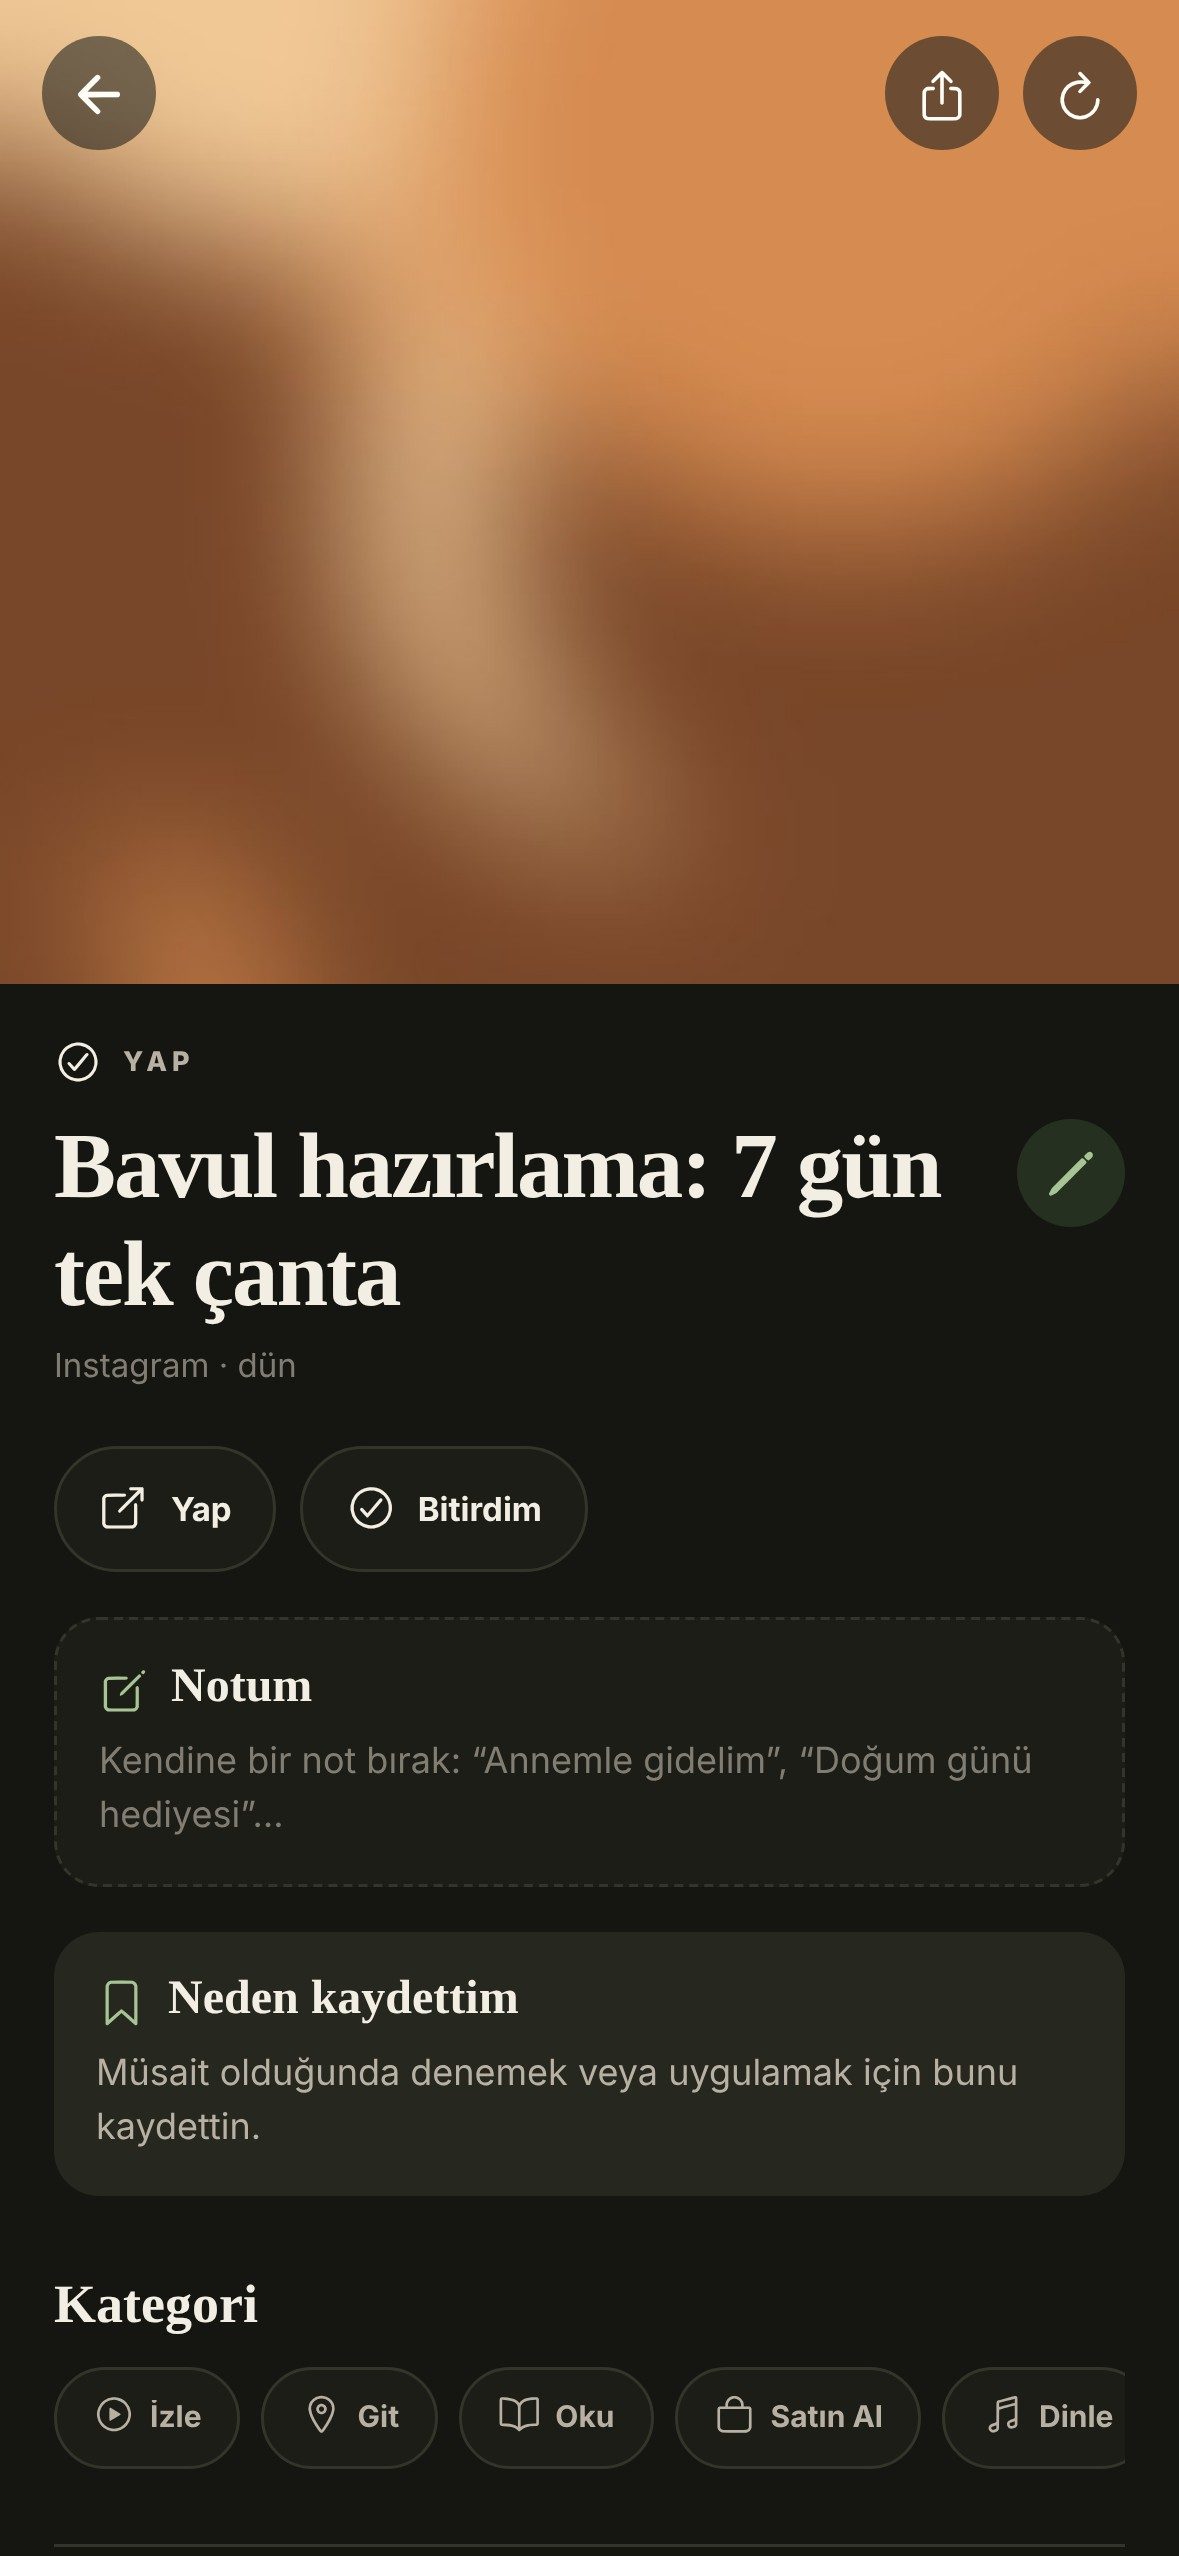 YAP
Bavul hazırlama: 7 gün
tek çanta
Instagram · dün
Yap
Bitirdim
Notum
Kendine bir not bırak: “Annemle gidelim”, “Doğum günü
hediyesi”...
Neden kaydettim
Müsait olduğunda denemek veya uygulamak için bunu
kaydettin.
Kategori
İzle
Git
Oku
Satın Al
Dinle